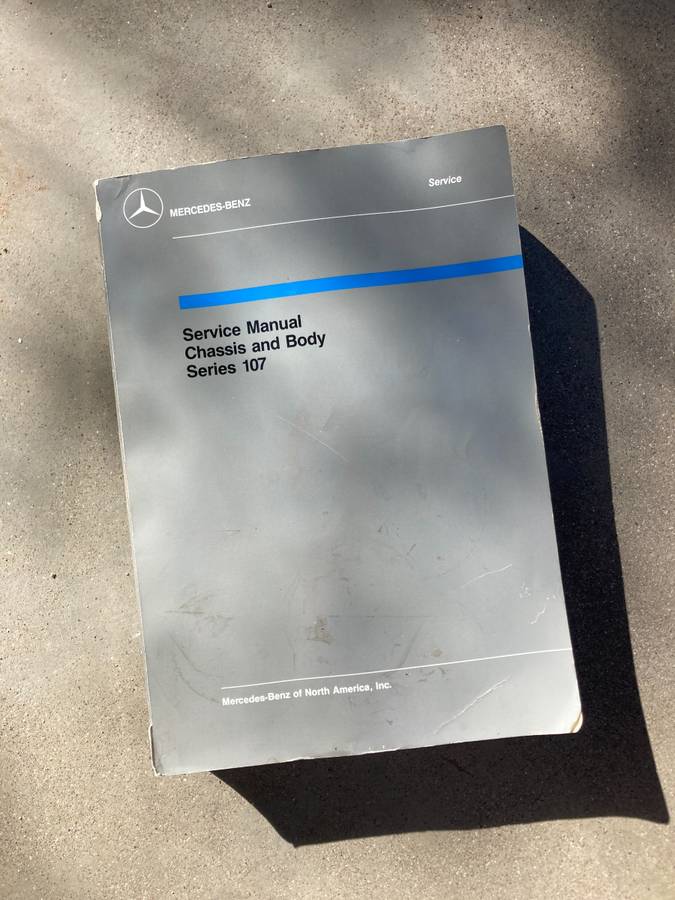 MERCEDES-BENZ
Service
Service Manual
Chassis and Body
Series 107
Mercedes-Benz of North America, Inc.